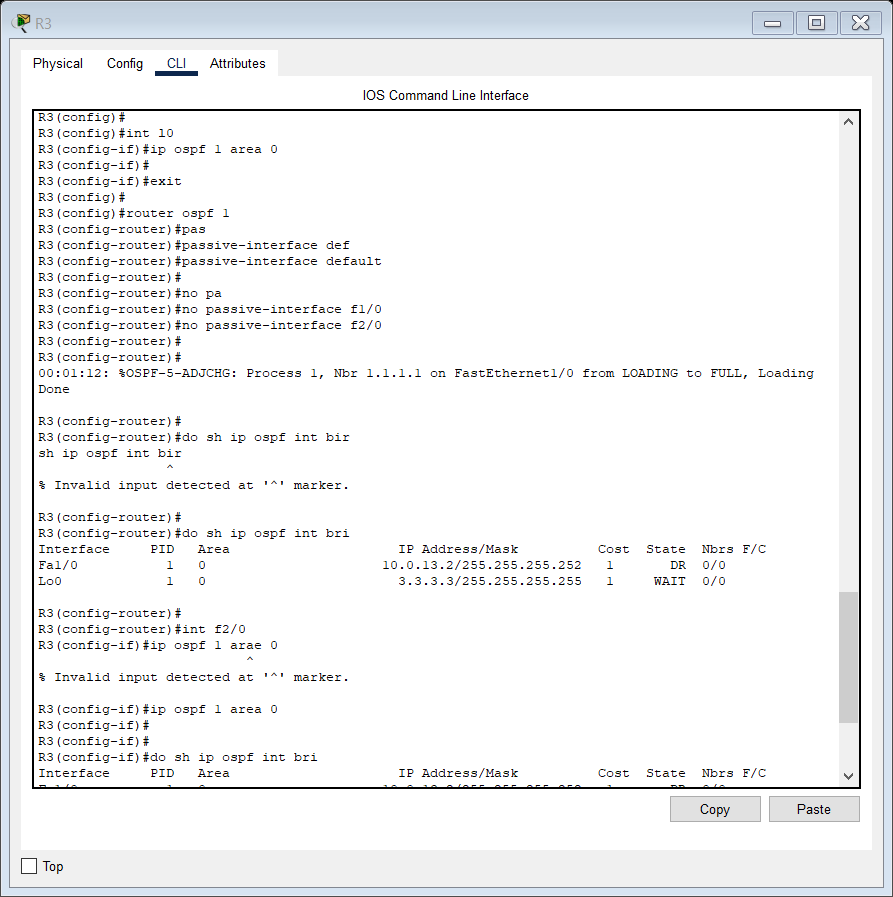 R3
Physical Config CLI Attributes
IOS Command Line Interface
R3(config)#
R3(config)#int l0
R3(config-if)#ip ospf 1 area 0
R3(config-if)#
R3(config-if)#exit
R3(config)#
R3(config)#router ospf 1
R3(config-router)#pas
R3(config-router)#passive-interface def
R3(config-router)#passive-interface default
R3(config-router)#
R3(config-router)#no pa
R3(config-router)#no passive-interface f1/0
R3(config-router)#no passive-interface f2/0
R3(config-router)#
R3(config-router)#
00:01:12: %OSPF-5-ADJCHG: Process 1, Nbr 1.1.1.1 on FastEthernet1/0 from LOADING to FULL, Loading
Done
R3(config-router)#
R3(config-router)#do sh ip ospf int bir
sh ip ospf int bir
^
% Invalid input detected at '^' marker.
R3(config-router)#
R3(config-router)#do sh ip ospf int bri
Interface PID Area IP Address/Mask Cost State Nbrs F/C
Fa1/0 1 0 10.0.13.2/255.255.255.252 1 DR 0/0
Lo0 1 0 3.3.3.3/255.255.255.255 1 WAIT 0/0
R3(config-router)#
R3(config-router)#int f2/0
R3(config-if)#ip ospf 1 arae 0
^
% Invalid input detected at '^' marker.
R3(config-if)#ip ospf 1 area 0
R3(config-if)#
R3(config-if)#
R3(config-if)#do sh ip ospf int bri
Interface PID Area IP Address/Mask Cost State Nbrs F/C
Copy Paste
Top